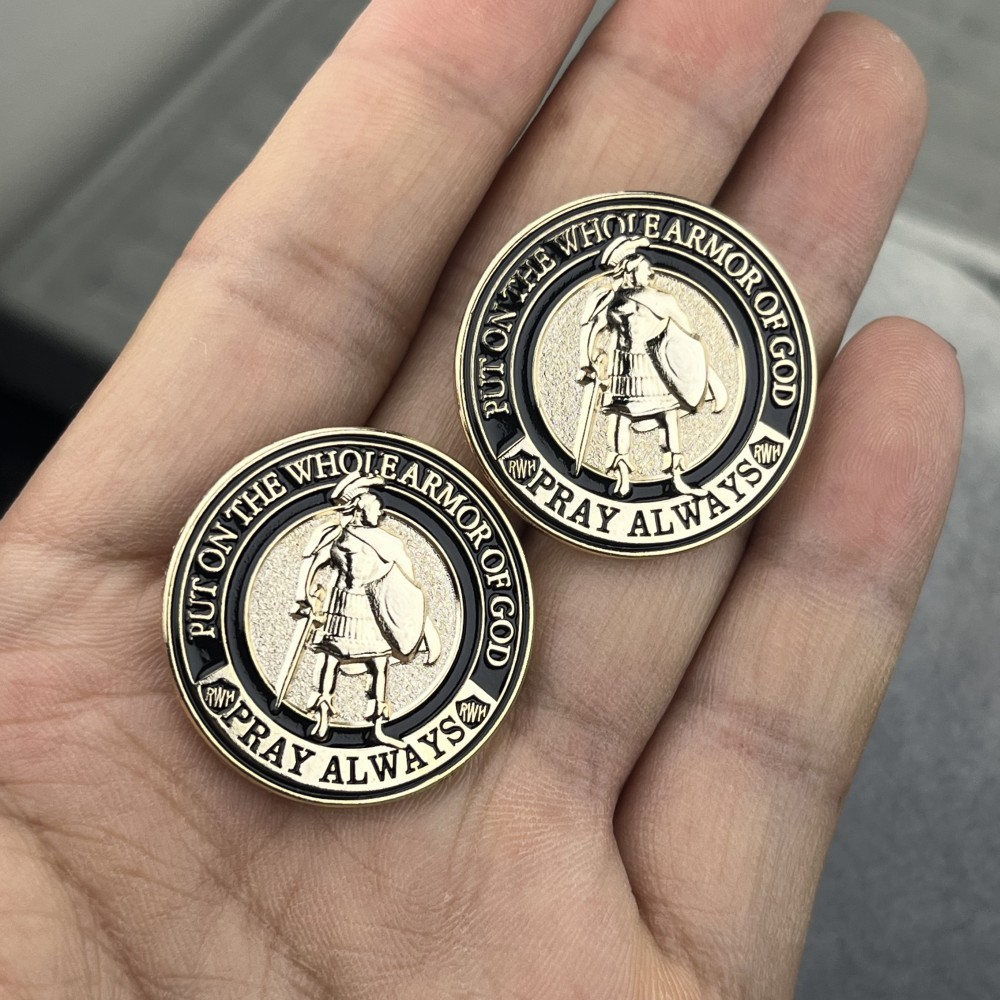 PUT ON THE WHOLE ARMOR OF GOD
RWH
PRAY ALWAYS
RWH
PUT ON THE WHOLE ARMOR OF GOD
RWH
PRAY ALWAYS
RWH